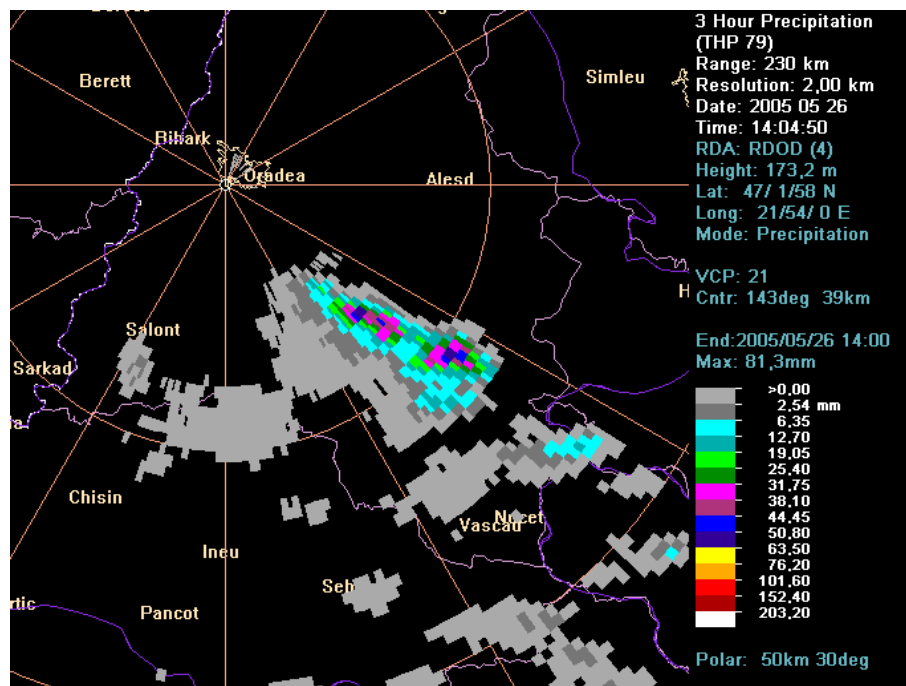 Berett
Simleu
Bihark
Oradea
Alesd
Salont
Sarkad
Chisin
Nucet
Vascau
Ineu
Seb
Pancot
H
3 Hour Precipitation
(THP 79)
Range: 230 km
Resolution: 2,00 km
Date: 2005 05 26
Time: 14:04:50
RDA: RDOD (4)
Height: 173,2 m
Lat: 47/ 1/58 N
Long: 21/54/ 0 E
Mode: Precipitation
VCP: 21
Cntr: 143deg 39km
End:2005/05/26 14:00
Max: 81,3mm
>0,00
2,54 mm
6,35
12,70
19,05
25,40
31,75
38,10
44,45
50,80
63,50
76,20
101,60
152,40
203,20
Polar: 50km 30deg